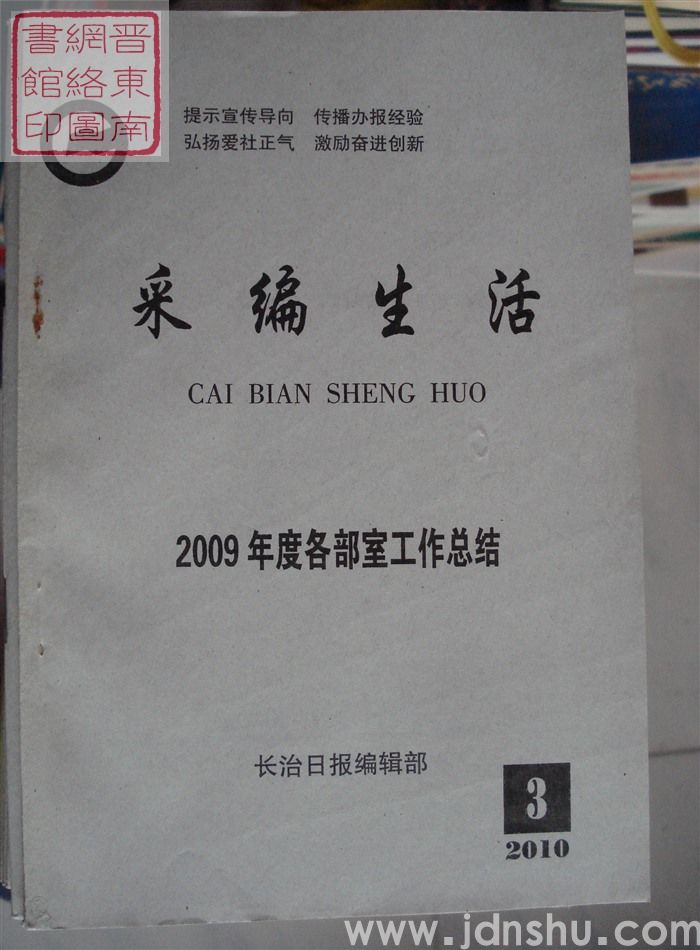 晋东南
網絡圖
書館印
提示宣传导向 传播办报经验
弘扬爱社正气 激励奋进创新
采编生活
CAI BIAN SHENG HUO
2009年度各部室工作总结
长治日报编辑部
3
2010
www.jdnshu.com